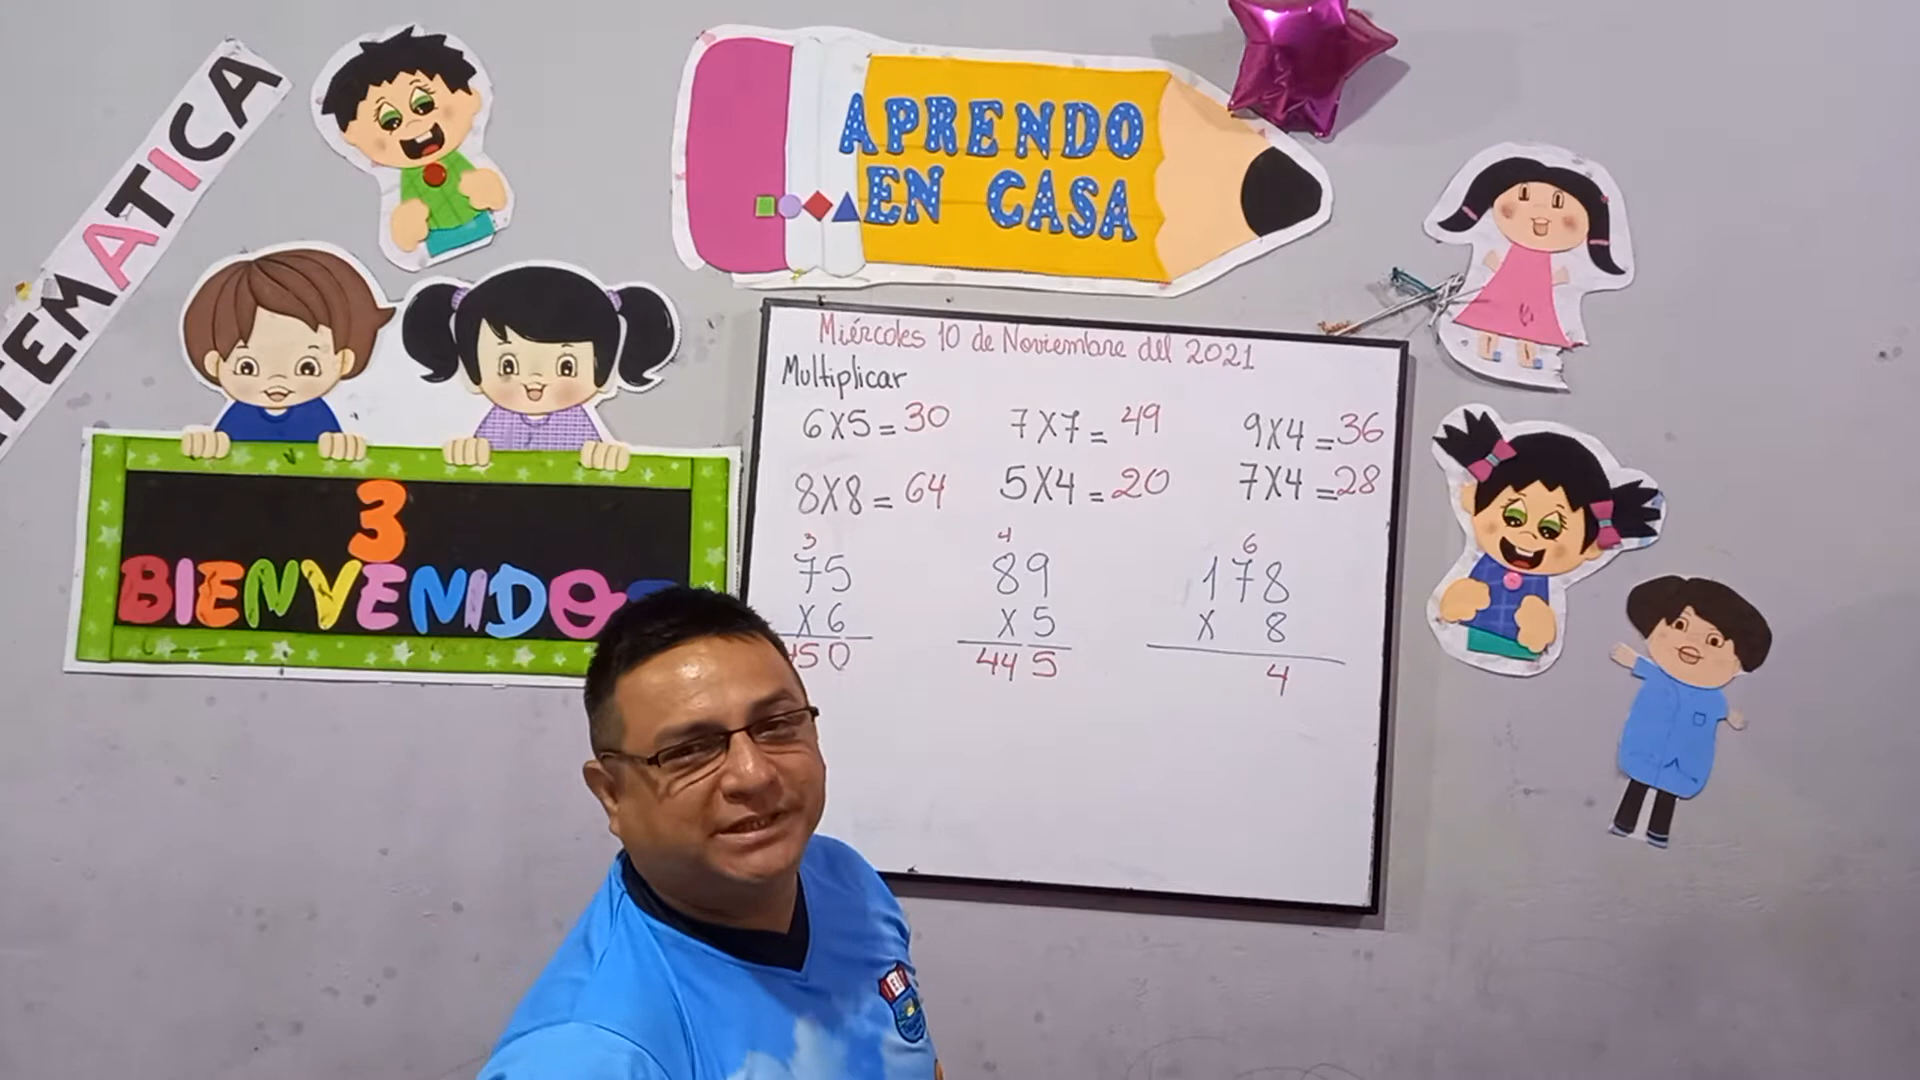 TEMATICA
APRENDO
EN CASA
3
BIENVENIDO
Miércoles 10 de Noviembre del 2021
Multiplicar
6X5=30 7X7=49 9X4=36
8X8=64 5X4=20 7X4=28
3 4 6
75 89 178
X6 X5 X 8
450 445 4